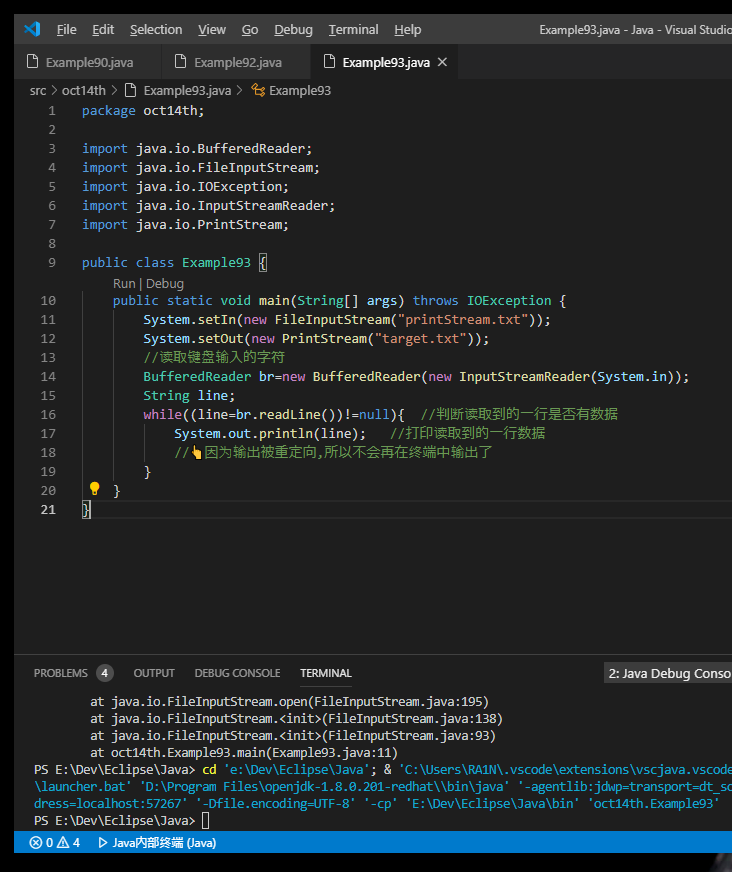 File Edit Selection View Go Debug Terminal Help Example93.java - Java - Visual Studio
Example90.java Example92.java Example93.java
src > oct14th > Example93.java > Example93
1 package oct14th;
2
3 import java.io.BufferedReader;
4 import java.io.FileInputStream;
5 import java.io.IOException;
6 import java.io.InputStreamReader;
7 import java.io.PrintStream;
8
9 public class Example93 {
Run | Debug
10 public static void main(String[] args) throws IOException {
11 System.setIn(new FileInputStream("printStream.txt"));
12 System.setOut(new PrintStream("target.txt"));
13 //读取键盘输入的字符
14 BufferedReader br=new BufferedReader(new InputStreamReader(System.in));
15 String line;
16 while((line=br.readLine())!=null){ //判断读取到的一行是否有数据
17 System.out.println(line); //打印读取到的一行数据
18 //👆因为输出被重定向,所以不会再在终端中输出了
19 }
20 }
21 }
PROBLEMS 4 OUTPUT DEBUG CONSOLE TERMINAL 2: Java Debug Conso
at java.io.FileInputStream.open(FileInputStream.java:195)
at java.io.FileInputStream.<init>(FileInputStream.java:138)
at java.io.FileInputStream.<init>(FileInputStream.java:93)
at oct14th.Example93.main(Example93.java:11)
PS E:\Dev\Eclipse\Java> cd 'e:\Dev\Eclipse\Java'; & 'C:\Users\RA1N\.vscode\extensions\vscjava.vscode
\launcher.bat' 'D:\Program Files\openjdk-1.8.0.201-redhat\\bin\java' '-agentlib:jdwp=transport=dt_so
dress=localhost:57267' '-Dfile.encoding=UTF-8' '-cp' 'E:\Dev\Eclipse\Java\bin' 'oct14th.Example93'
PS E:\Dev\Eclipse\Java>
0 4 Java内部终端 (Java)